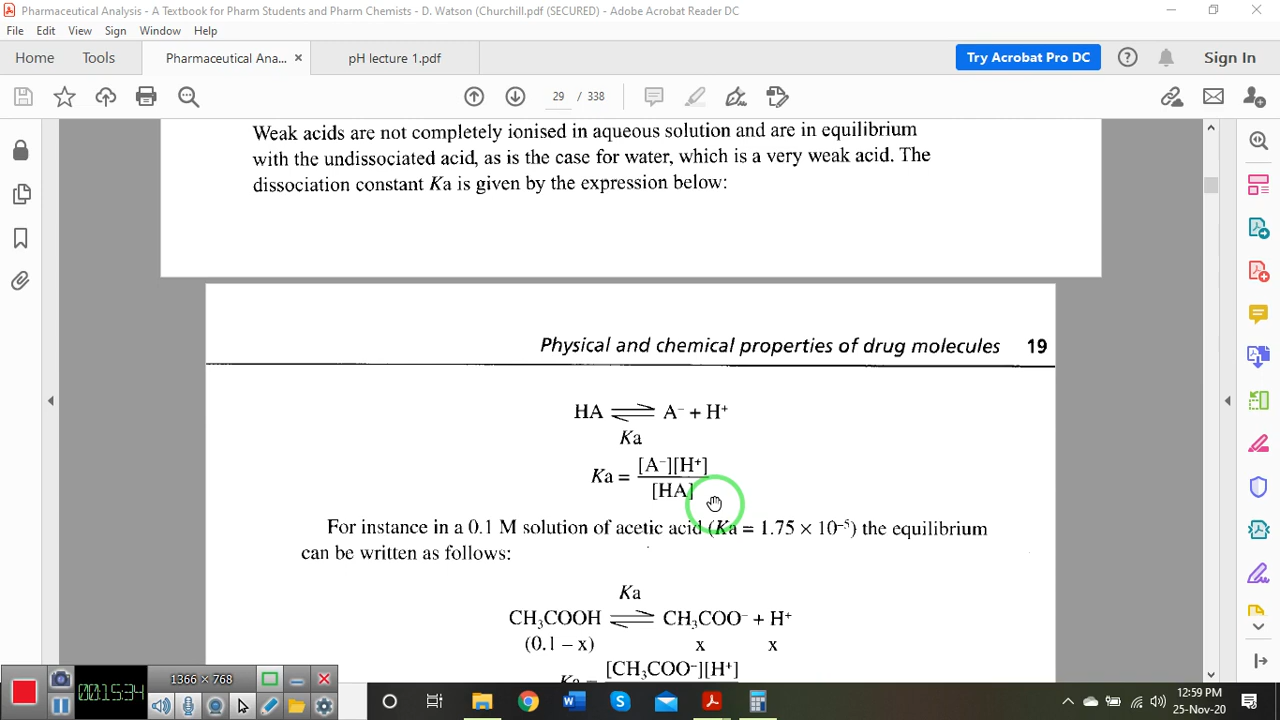 Pharmaceutical Analysis - A Textbook for Pharm Students and Pharm Chemists - D. Watson (Churchill.pdf (SECURED) - Adobe Acrobat Reader DC
File Edit View Sign Window Help
Home Tools Pharmaceutical Ana... × pH lecture 1.pdf Try Acrobat Pro DC Sign In
29 / 338
Weak acids are not completely ionised in aqueous solution and are in equilibrium
with the undissociated acid, as is the case for water, which is a very weak acid. The
dissociation constant Ka is given by the expression below:
Physical and chemical properties of drug molecules 19
HA ⇌ A⁻ + H⁺
Ka
Ka = [A⁻][H⁺]
[HA]
For instance in a 0.1 M solution of acetic acid (Ka = 1.75 × 10⁻⁵) the equilibrium
can be written as follows:
Ka
CH₃COOH ⇌ CH₃COO⁻ + H⁺
(0.1 – x) x x
[CH₃COO⁻][H⁺]
Ka =
00:15:34 1366 × 768
12:59 PM
25-Nov-20